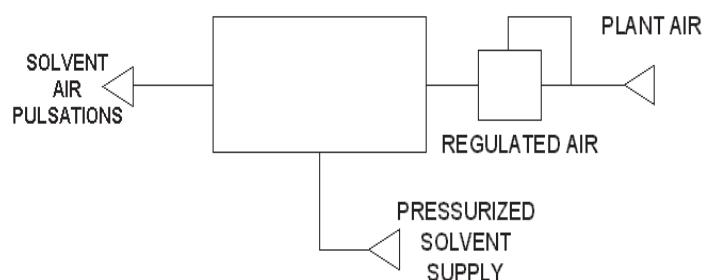 SOLVENT
AIR
PULSATIONS
PLANT AIR
REGULATED AIR
PRESSURIZED
SOLVENT
SUPPLY